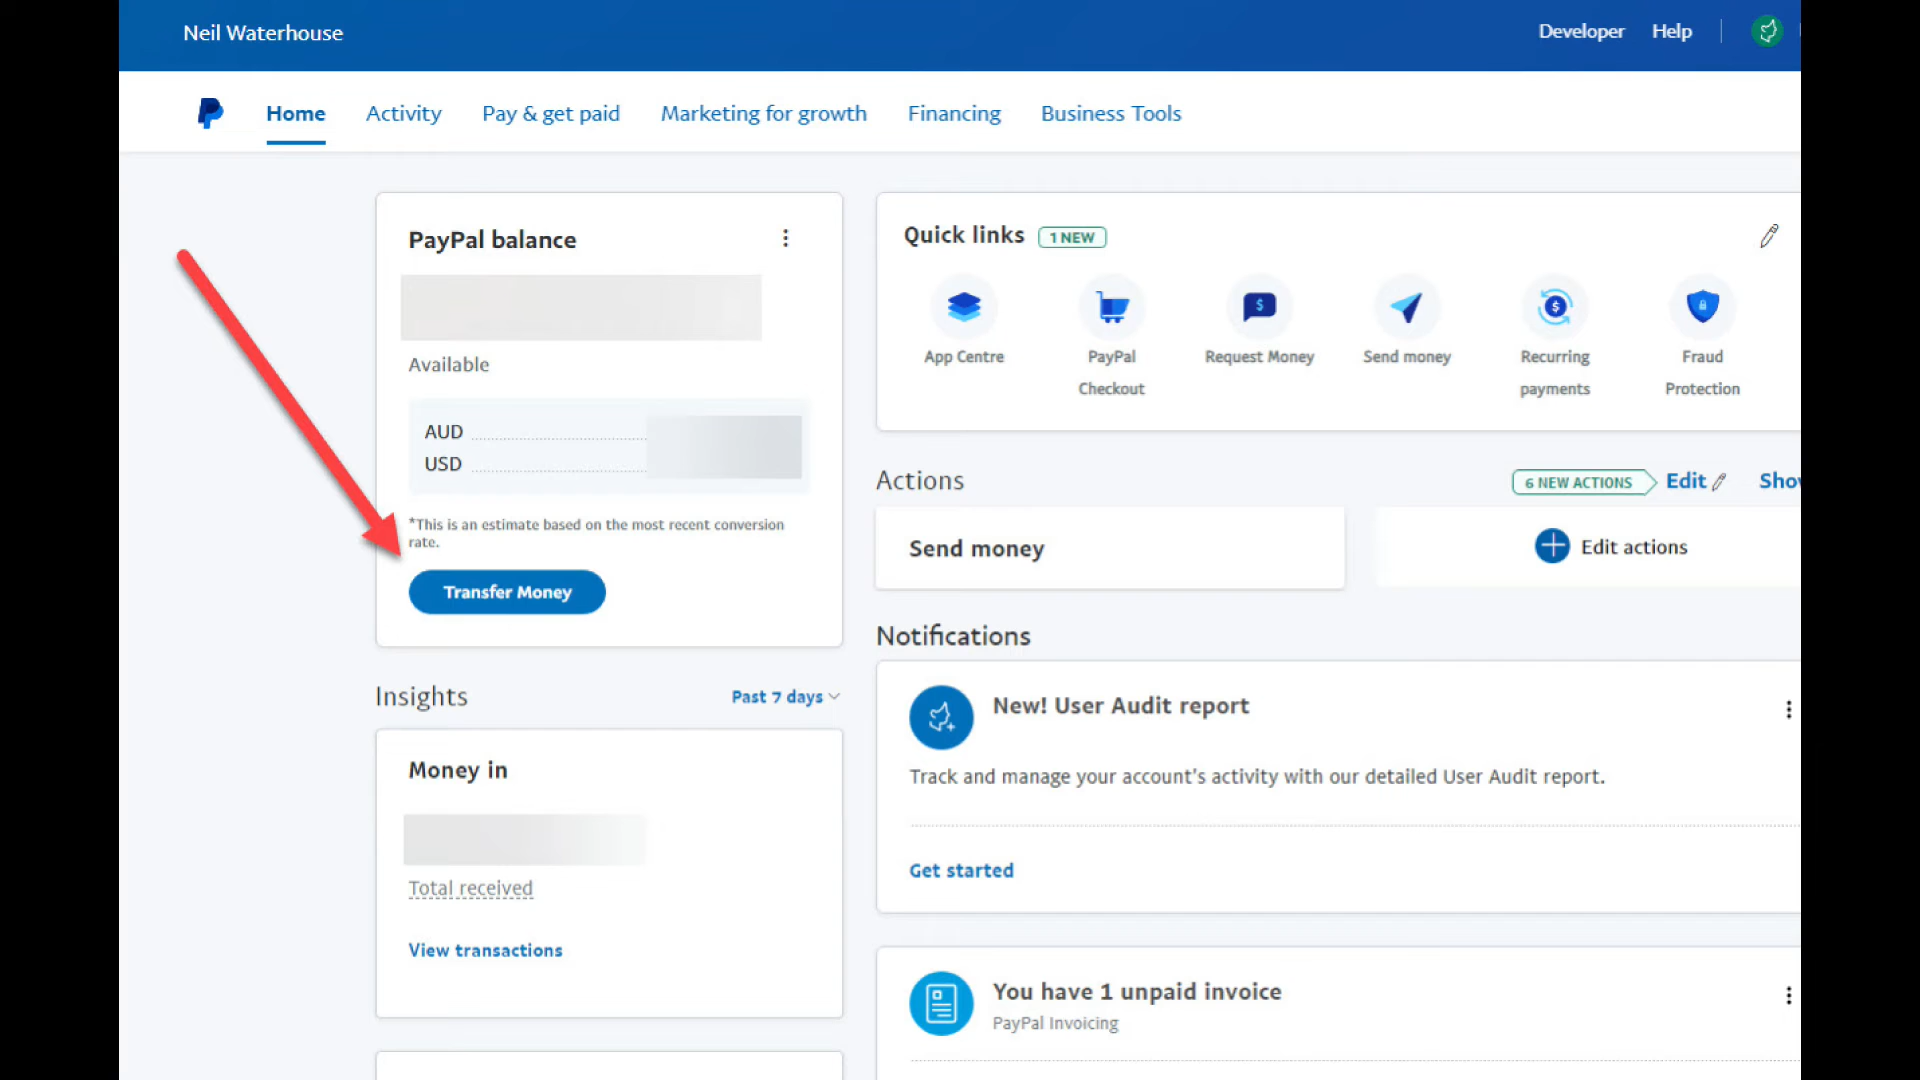 Neil Waterhouse
Developer
Help
Home
Activity
Pay & get paid
Marketing for growth
Financing
Business Tools
PayPal balance
Available
AUD
USD
*This is an estimate based on the most recent conversion
rate.
Transfer Money
Quick links
1 NEW
App Centre
PayPal
Checkout
Request Money
Send money
Recurring
payments
Fraud
Protection
Actions
6 NEW ACTIONS
Edit
Send money
Edit actions
Notifications
New! User Audit report
Track and manage your account's activity with our detailed User Audit report.
Get started
You have 1 unpaid invoice
PayPal Invoicing
Insights
Past 7 days
Money in
Total received
View transactions